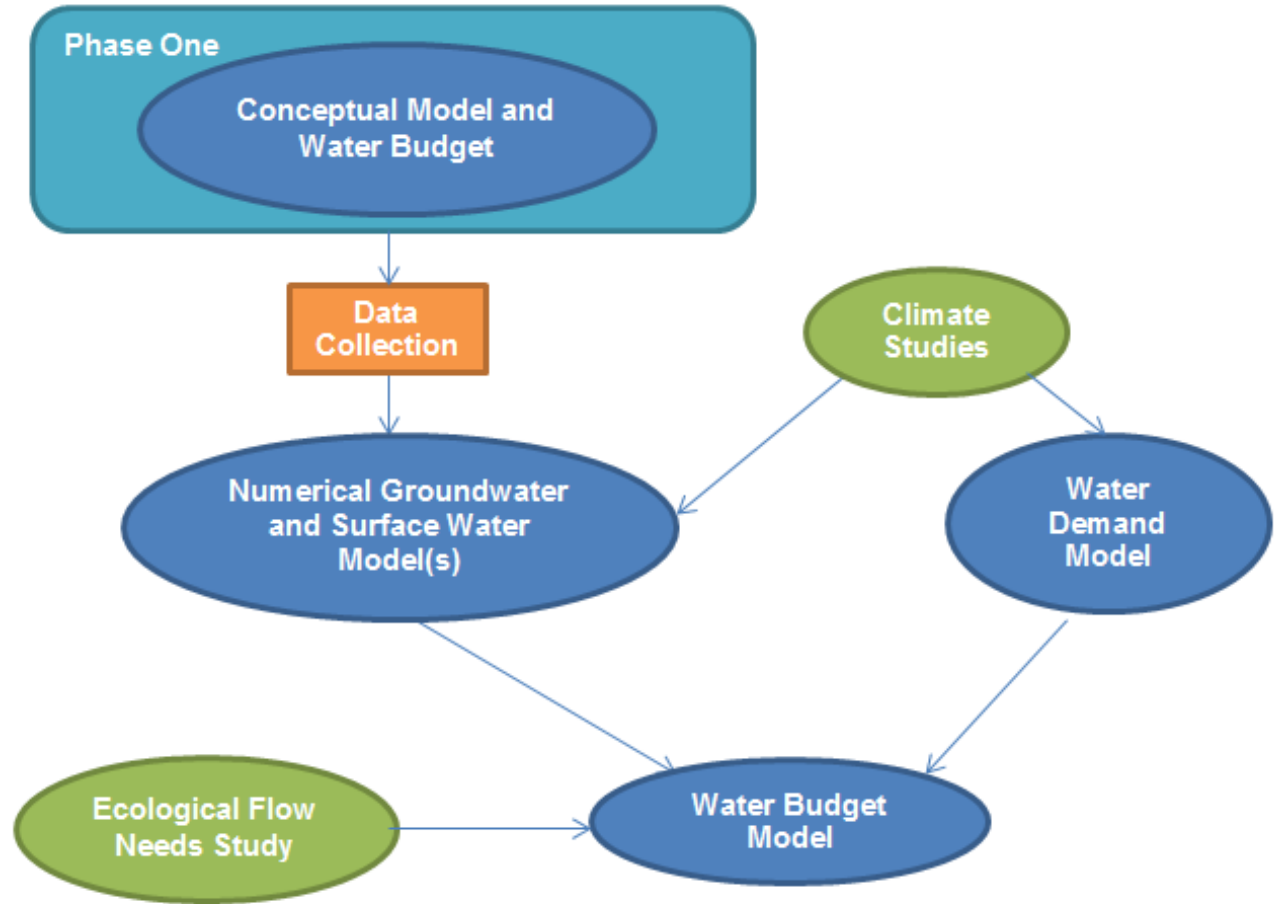 Phase One
Conceptual Model and
Water Budget
Data
Collection
Climate
Studies
Numerical Groundwater
and Surface Water
Model(s)
Water
Demand
Model
Ecological Flow
Needs Study
Water Budget
Model